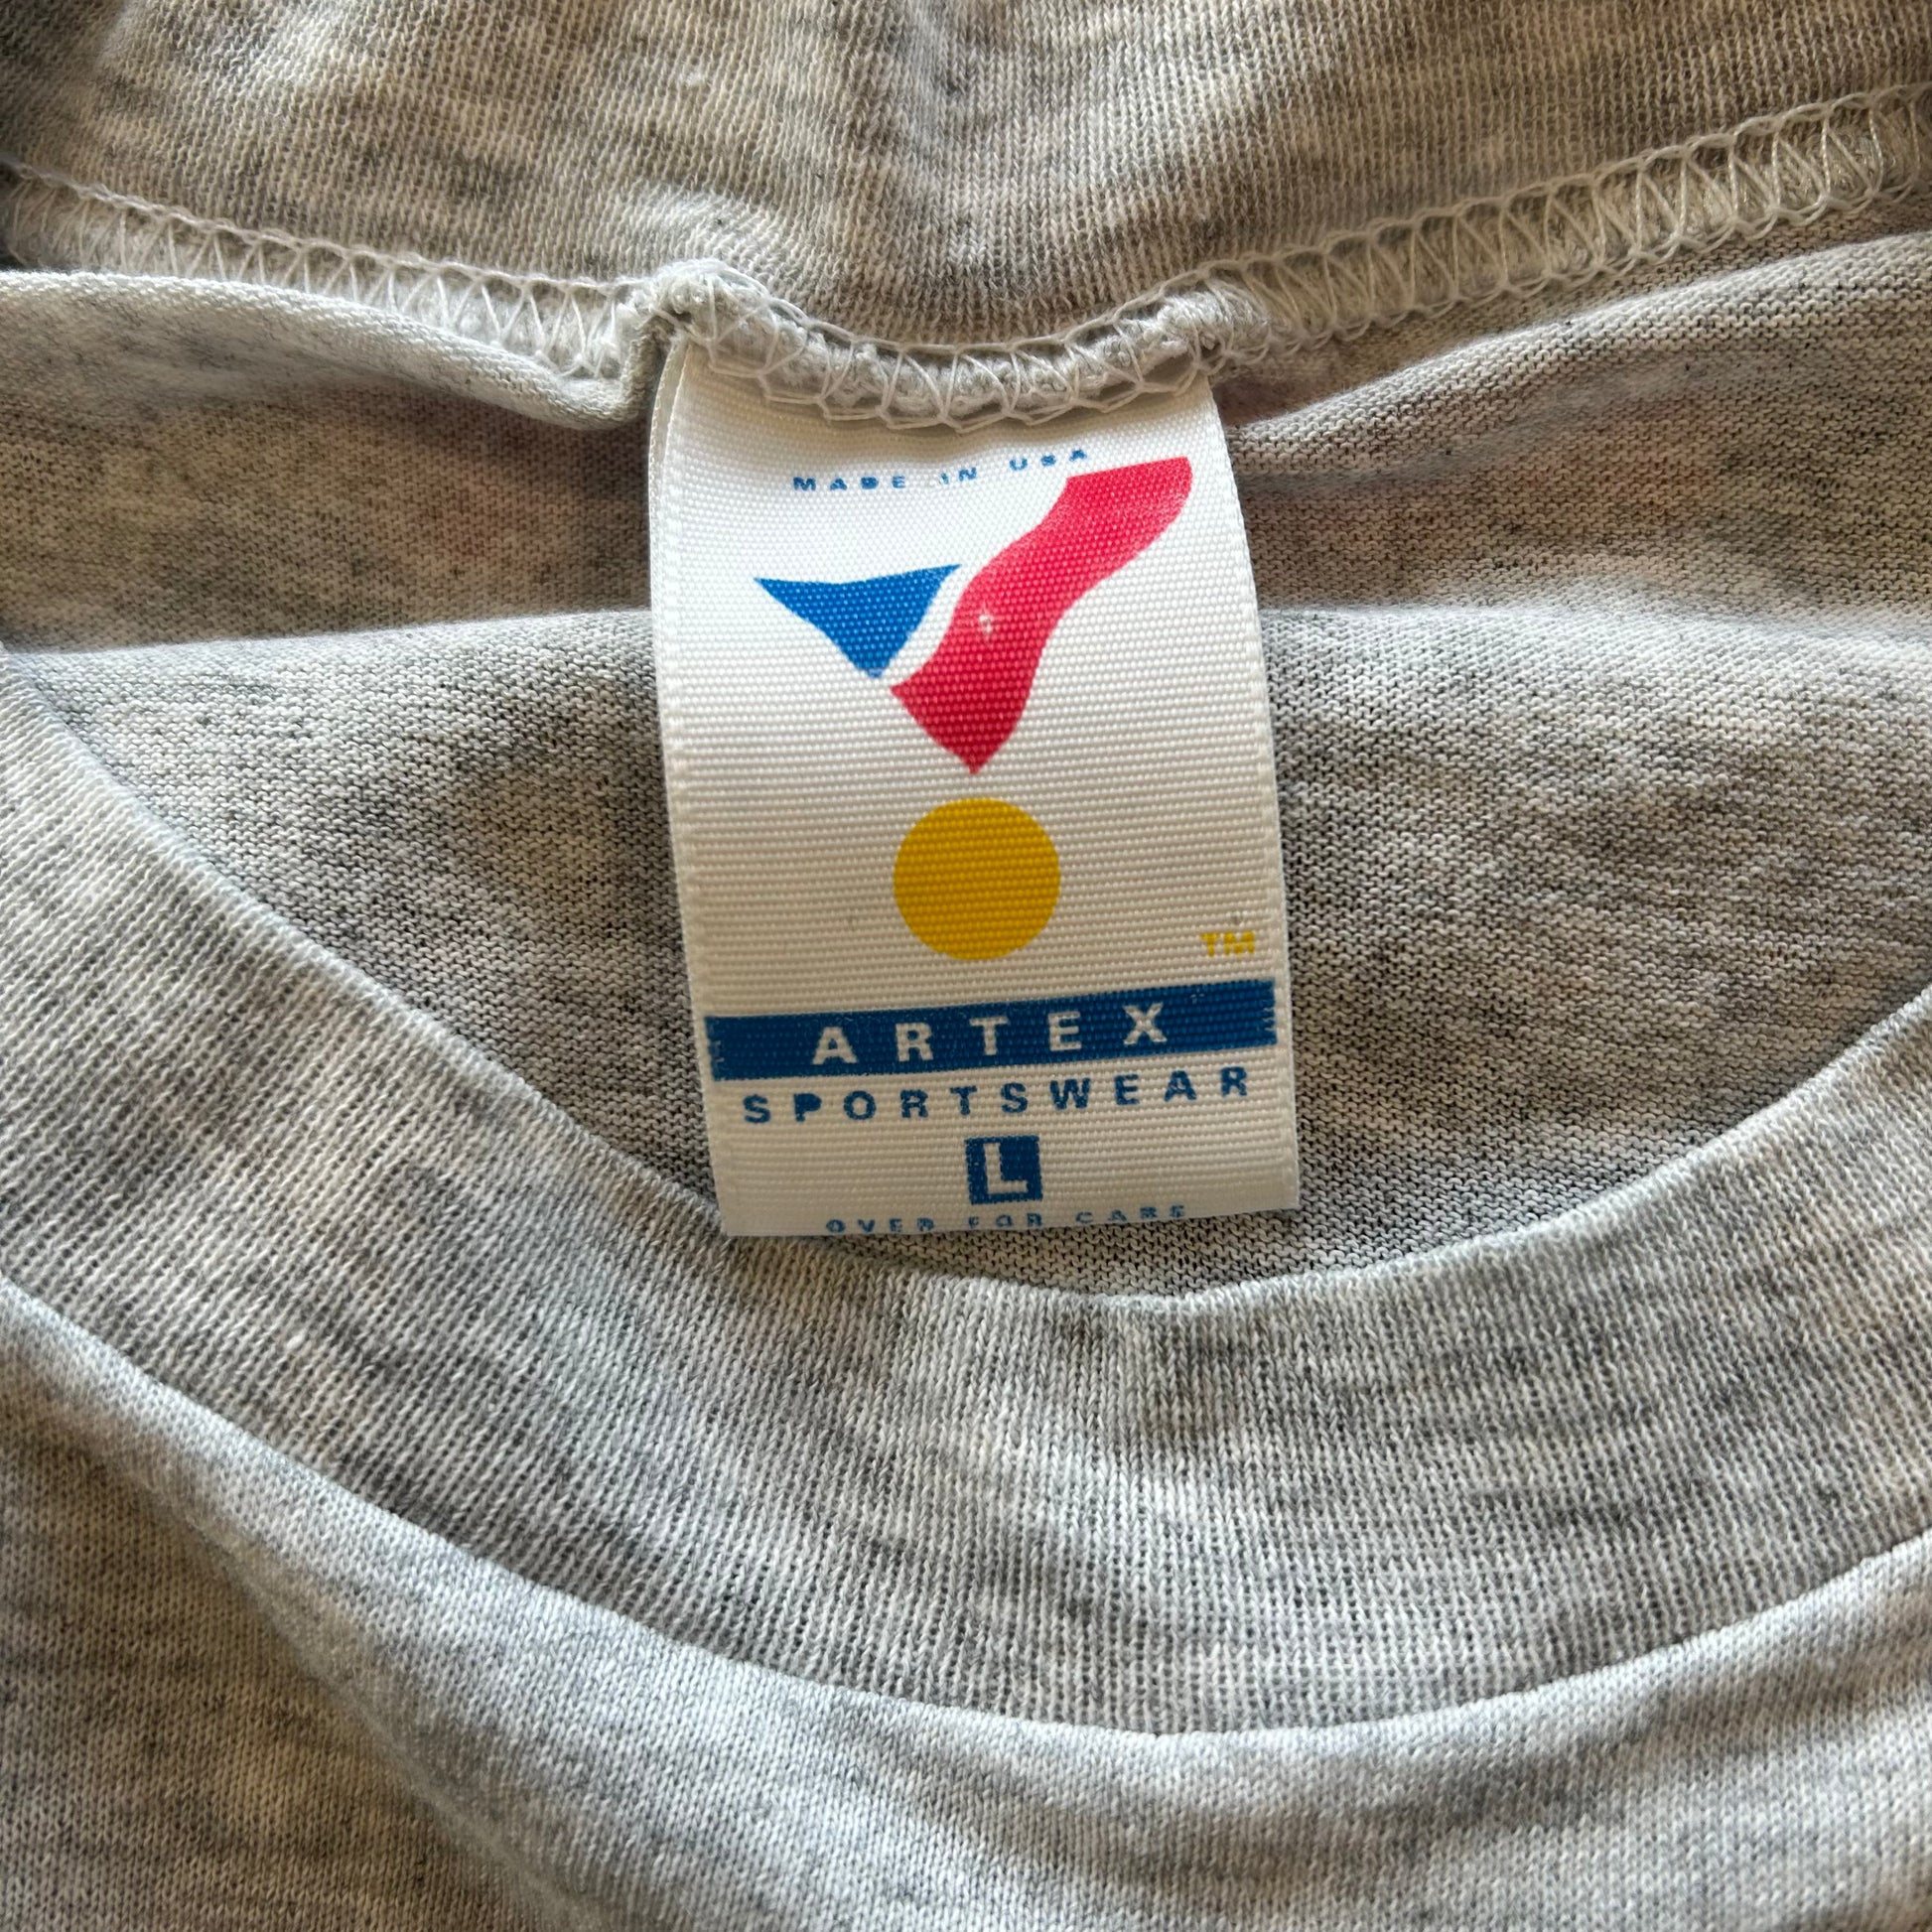 MADE IN USA
TM
ARTEX
SPORTSWEAR
L
OVER FOR CARE